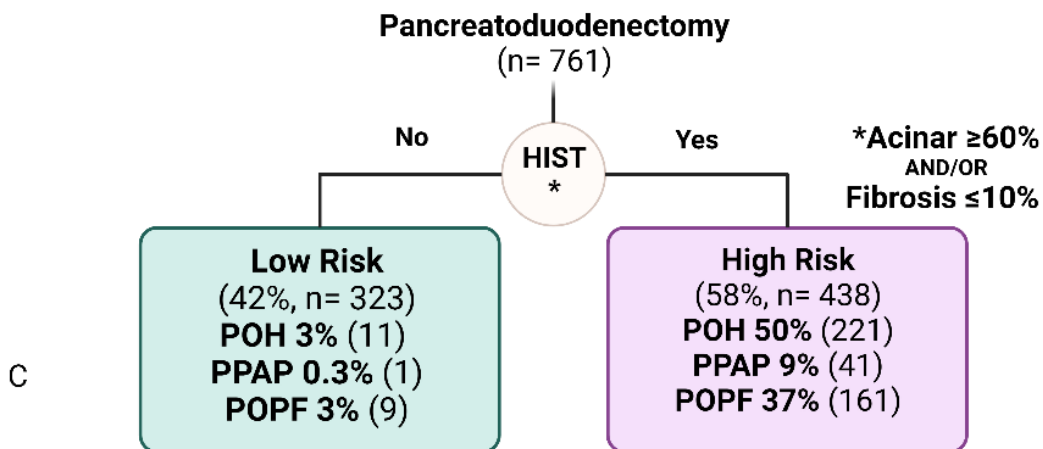 Pancreatoduodenectomy
(n= 761)
No
HIST
*
Yes
*Acinar ≥60%
AND/OR
Fibrosis ≤10%
Low Risk
(42%, n= 323)
POH 3% (11)
PPAP 0.3% (1)
POPF 3% (9)
High Risk
(58%, n= 438)
POH 50% (221)
PPAP 9% (41)
POPF 37% (161)
C